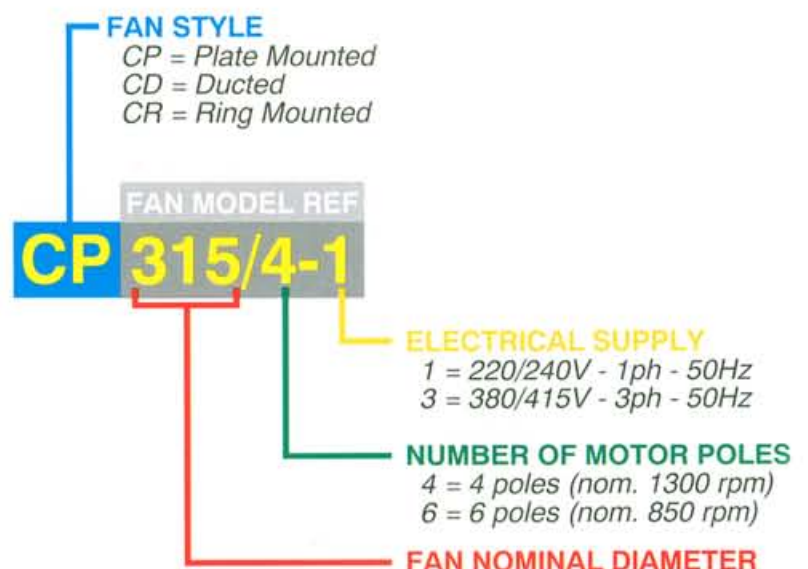 FAN STYLE
CP = Plate Mounted
CD = Ducted
CR = Ring Mounted
FAN MODEL REF
CP 315/4-1
ELECTRICAL SUPPLY
1 = 220/240V - 1ph - 50Hz
3 = 380/415V - 3ph - 50Hz
NUMBER OF MOTOR POLES
4 = 4 poles (nom. 1300 rpm)
6 = 6 poles (nom. 850 rpm)
FAN NOMINAL DIAMETER